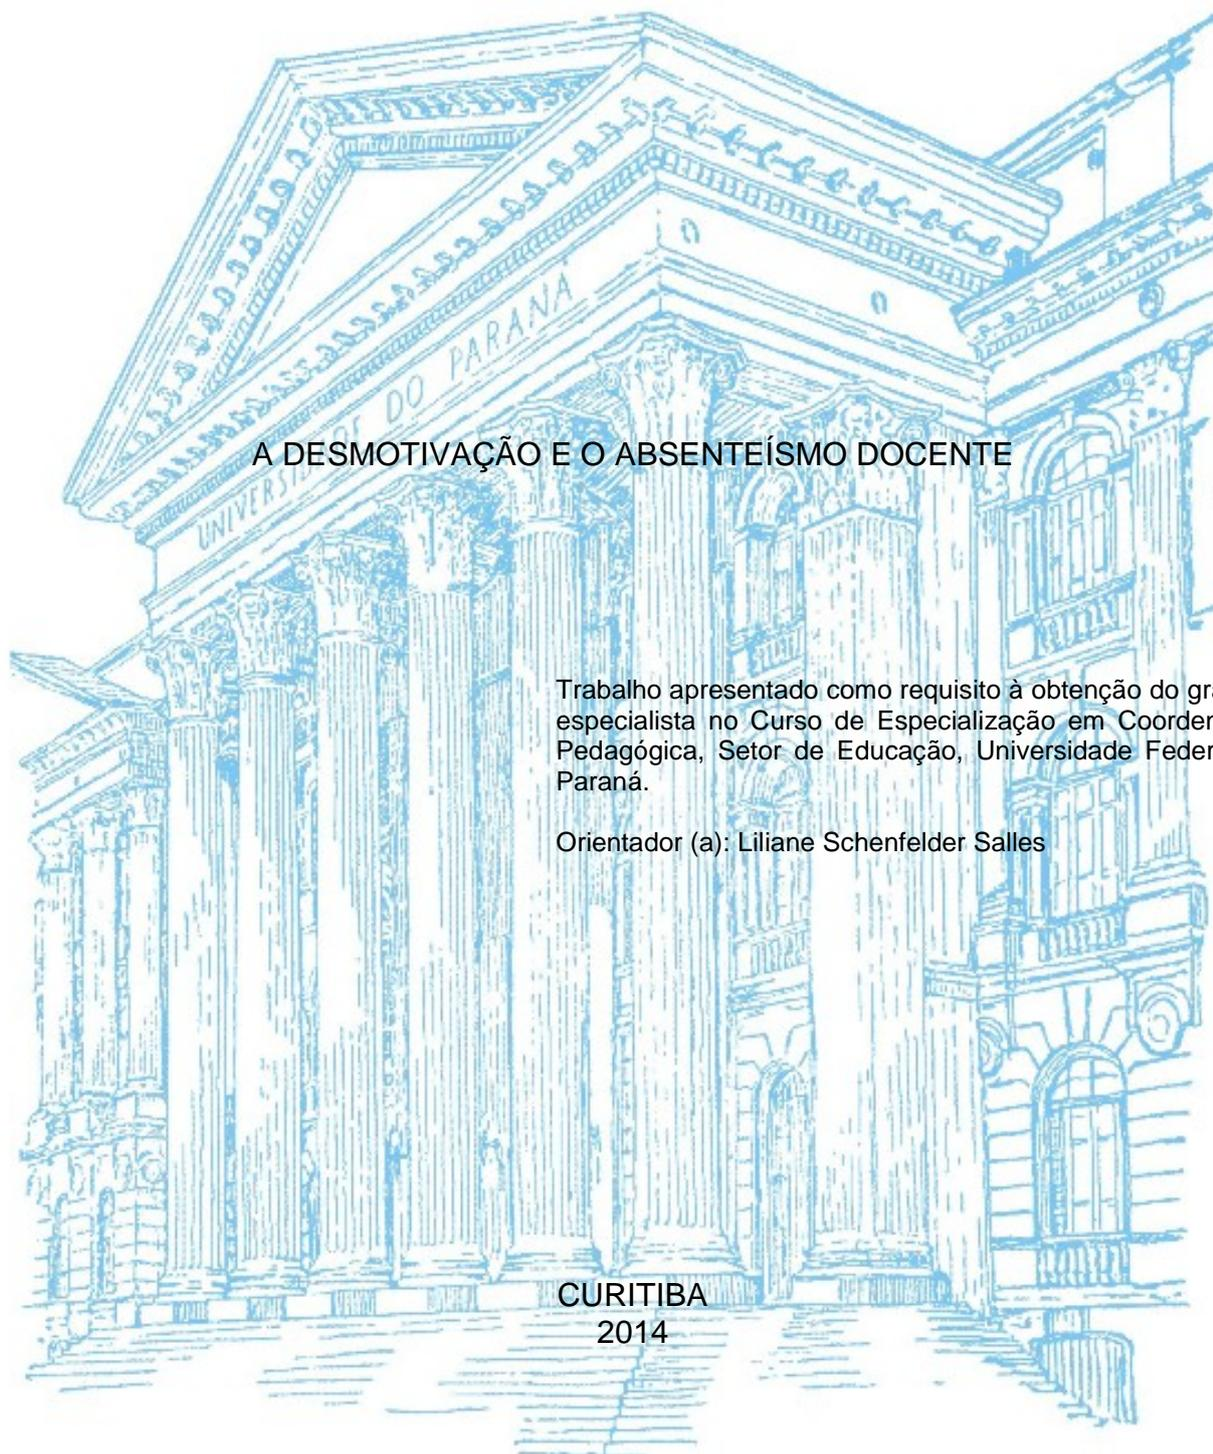 UNIVERSIDADE DO PARANÁ
A DESMOTIVAÇÃO E O ABSENTEÍSMO DOCENTE
Trabalho apresentado como requisito à obtenção do
especialista no Curso de Especialização em
Pedagógica, Setor de Educação, Universidade
Paraná.
Orientador (a): Liliane Schenfelder Salles
CURITIBA
2014